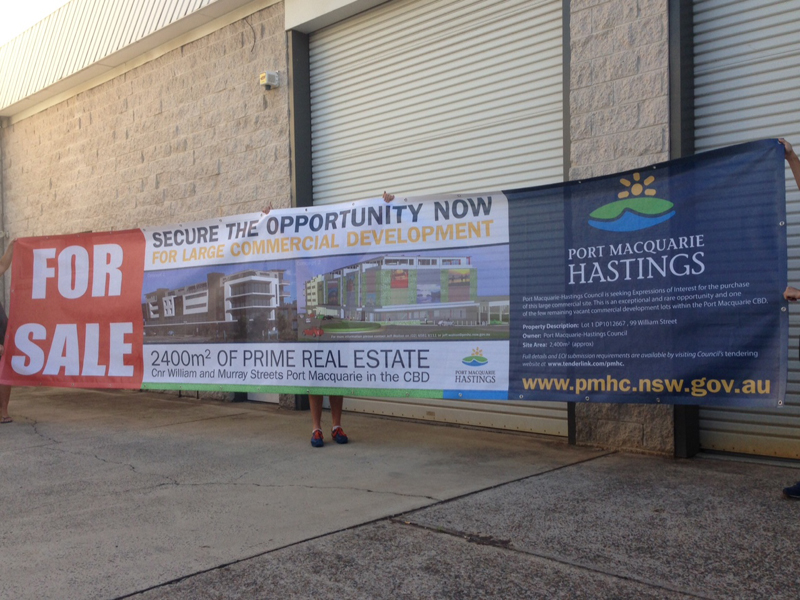 FOR
SALE
SECURE THE OPPORTUNITY NOW
FOR LARGE COMMERCIAL DEVELOPMENT
2400m² OF PRIME REAL ESTATE
Cnr William and Murray Streets Port Macquarie in the CBD
PORT MACQUARIE
HASTINGS
PORT MACQUARIE
HASTINGS
Port Macquarie Hastings Council is seeking Expressions of Interest for the purchase
of this large commercial site. This is an exceptional and rare opportunity and one
of the few remaining vacant commercial development lots within the Port Macquarie CBD.
Property Description: Lot 1 DP1012667, 99 William Street
Owner: Port Macquarie Hastings Council
Site Area: 2,400m² (approx)
Full details and EOI submission requirements are available by visiting Council's tendering
website at www.tenderlink.com/pmhc.
www.pmhc.nsw.gov.au